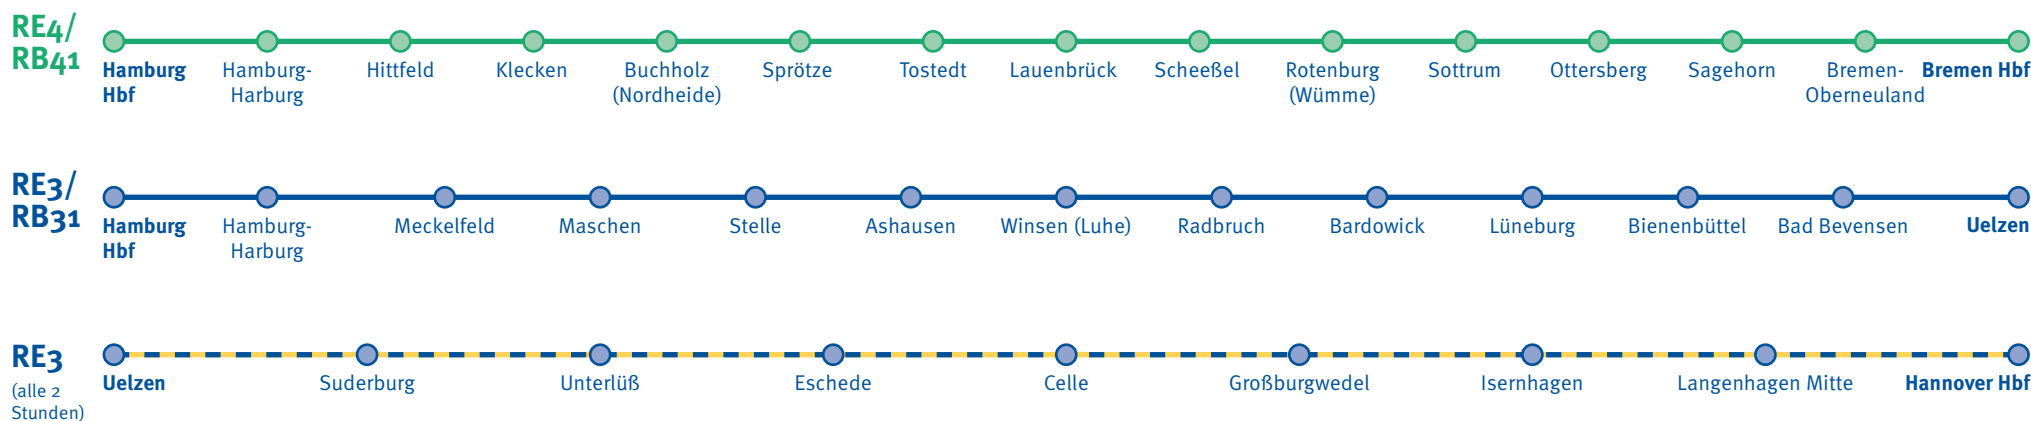 RE4/
RB41
Hamburg
Hbf
Hamburg-
Harburg
Hittfeld
Klecken
Buchholz
(Nordheide)
Sprötze
Tostedt
Lauenbrück
Scheeßel
Rotenburg
(Wümme)
Sottrum
Ottersberg
Sagehorn
Bremen-
Oberneuland
Bremen Hbf
RE3/
RB31
Hamburg
Hbf
Hamburg-
Harburg
Meckelfeld
Maschen
Stelle
Ashausen
Winsen (Luhe)
Radbruch
Bardowick
Lüneburg
Bienenbüttel
Bad Bevensen
Uelzen
RE3
(alle 2
Stunden)
Uelzen
Suderburg
Unterlüß
Eschede
Celle
Großburgwedel
Isernhagen
Langenhagen Mitte
Hannover Hbf